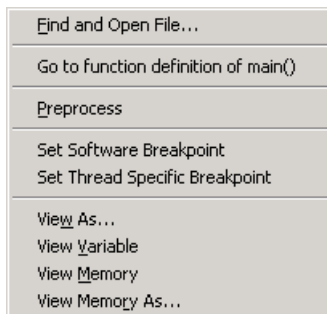 Find and Open File...
Go to function definition of main()
Preprocess
Set Software Breakpoint
Set Thread Specific Breakpoint
View As...
View Variable
View Memory
View Memory As...